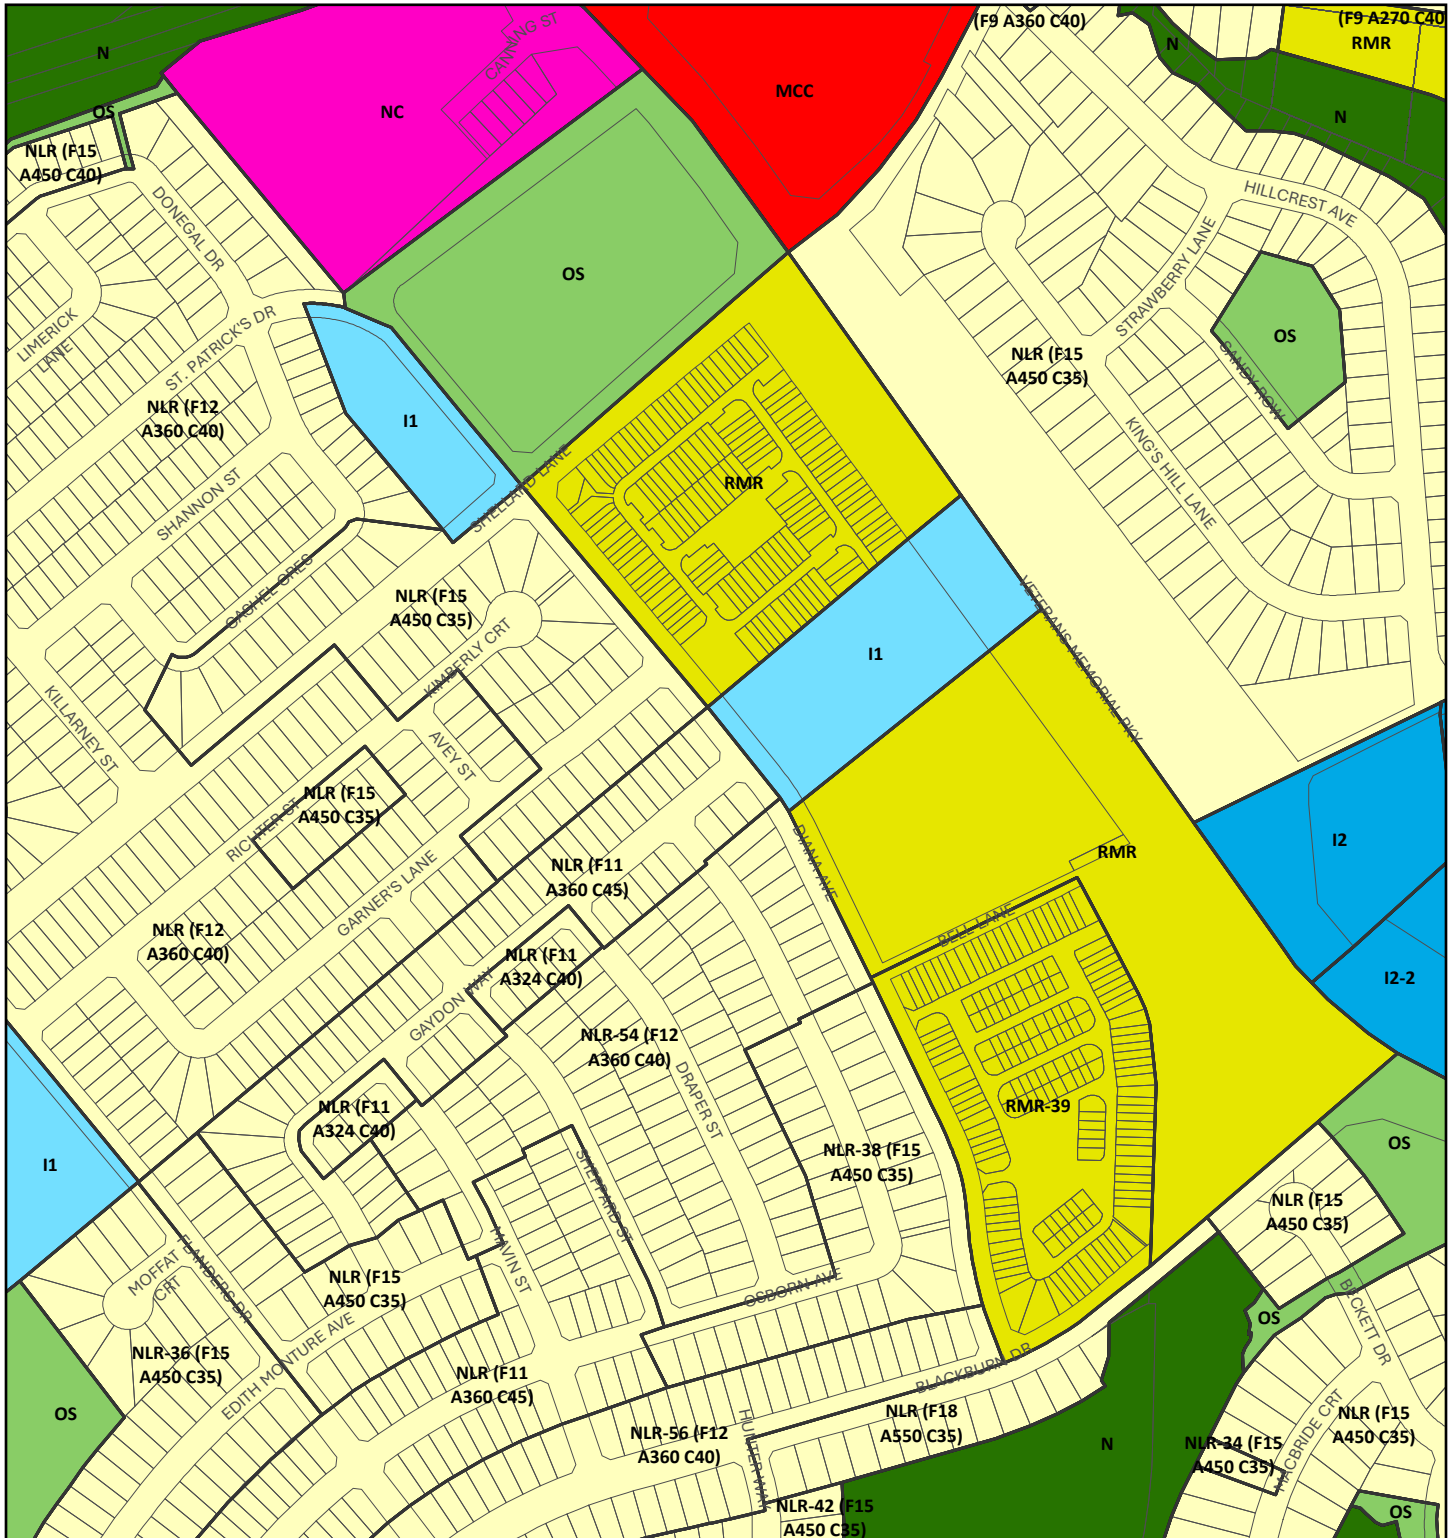 (F9 A360 C40)
(F9 A270 C40
RMR
N
N
N
CANNING ST
MCC
NC
OS
NLR (F15
A450 C40)
DONEGAL DR
HILLCREST AVE
STRAWBERRY LANE
OS
OS
LIMERICK
LANE
ST. PATRICK'S DR
NLR (F12
A360 C40)
I1
NLR (F15
A450 C35)
SANDY ROW
KING'S HILL LANE
SHELLARD LANE
RMR
SHANNON ST
CASHEL CRES
NLR (F15
A450 C35)
KIMBERLY CRT
VETERANS MEMORIAL PKY
I1
KILLARNEY ST
AVEY ST
NLR (F15
A450 C35)
RICHTER ST
GARNER'S LANE
DIANA AVE
RMR
I2
NLR (F11
A360 C45)
NLR (F12
A360 C40)
BELL LANE
I2-2
NLR (F11
A324 C40)
GAYDON WAY
NLR-54 (F12
A360 C40)
DRAPER ST
NLR (F11
A324 C40)
RMR-39
NLR-38 (F15
A450 C35)
OS
I1
SHEPPARD ST
NLR (F15
A450 C35)
MAVIN ST
MOFFAT
CRT
FLANDERS DR
NLR (F15
A450 C35)
OSBORN AVE
BECKETT DR
OS
EDITH MONTURE AVE
NLR-36 (F15
A450 C35)
NLR (F11
A360 C45)
BLACKBURN DR
OS
NLR (F18
A550 C35)
NLR-56 (F12
A360 C40)
HUNTER WAY
N
NLR-34 (F15
A450 C35)
MACBRIDE CRT
NLR (F15
A450 C35)
NLR-42 (F15
A450 C35)
OS